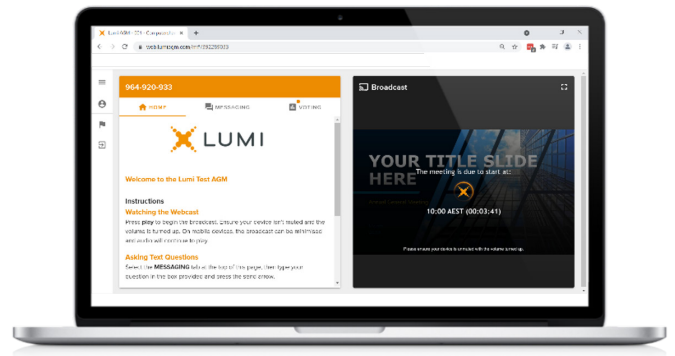 964-920-933
HOME
MESSAGING
VOTING
LUMI
Welcome to the Lumi Test AGM
Instructions
Watching the Webcast
Press play to begin the broadcast. Ensure your device isn't muted and the
volume is turned up. On mobile devices, the broadcast can be minimised
and audio will continue to play.
Asking Text Questions
Select the MESSAGING tab at the top of this page, then type your
question in the box provided and press the send arrow.
Broadcast
YOUR TITLE SLIDE
HERE
The meeting is due to start at:
10:00 AEST (00:03:41)
Please ensure your device is unmuted with the volume turned up.